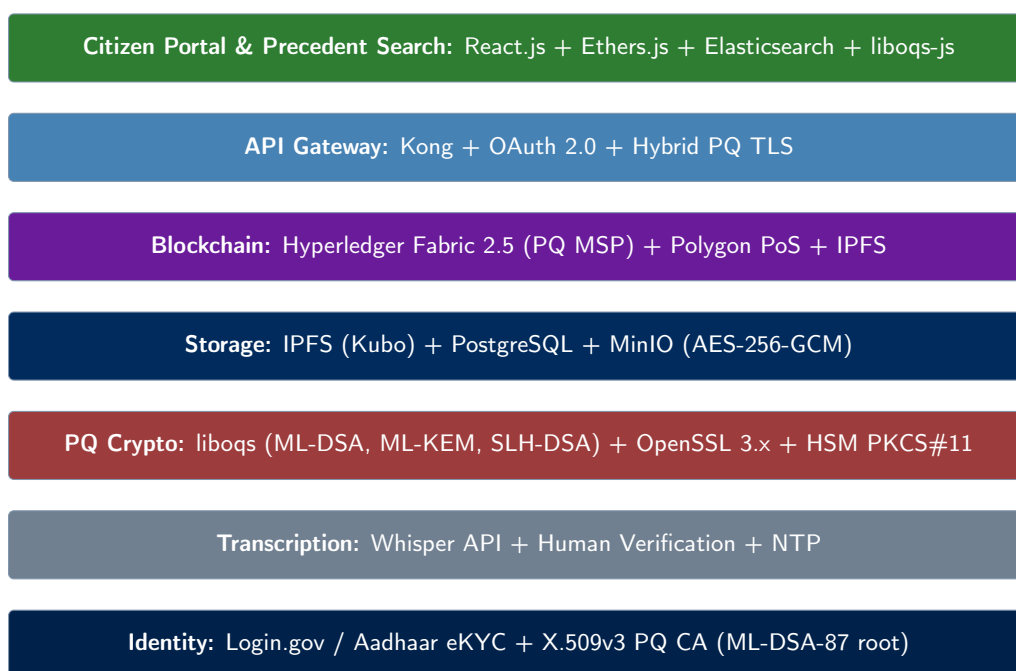 Citizen Portal & Precedent Search: React.js + Ethers.js + Elasticsearch + liboqs-js
API Gateway: Kong + OAuth 2.0 + Hybrid PQ TLS
Blockchain: Hyperledger Fabric 2.5 (PQ MSP) + Polygon PoS + IPFS
Storage: IPFS (Kubo) + PostgreSQL + MinIO (AES-256-GCM)
PQ Crypto: liboqs (ML-DSA, ML-KEM, SLH-DSA) + OpenSSL 3.x + HSM PKCS#11
Transcription: Whisper API + Human Verification + NTP
Identity: Login.gov / Aadhaar eKYC + X.509v3 PQ CA (ML-DSA-87 root)